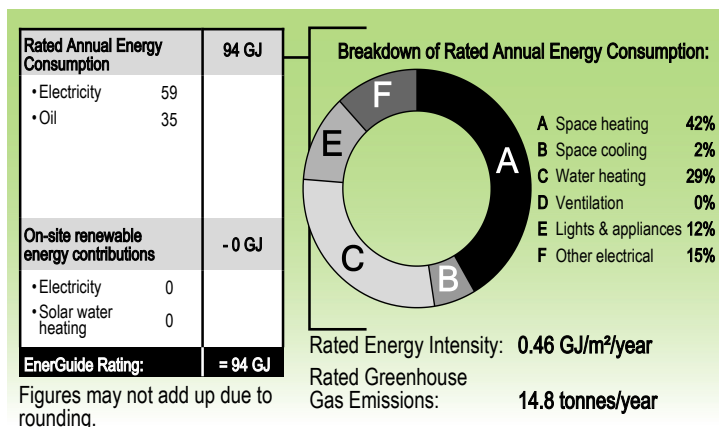 Rated Annual Energy Consumption 94 GJ
• Electricity 59
• Oil 35
On-site renewable energy contributions - 0 GJ
• Electricity 0
• Solar water heating 0
EnerGuide Rating: = 94 GJ
Figures may not add up due to
rounding.
Breakdown of Rated Annual Energy Consumption:
F
E
A
C
B
A Space heating 42%
B Space cooling 2%
C Water heating 29%
D Ventilation 0%
E Lights & appliances 12%
F Other electrical 15%
Rated Energy Intensity: 0.46 GJ/m²/year
Rated Greenhouse
Gas Emissions: 14.8 tonnes/year